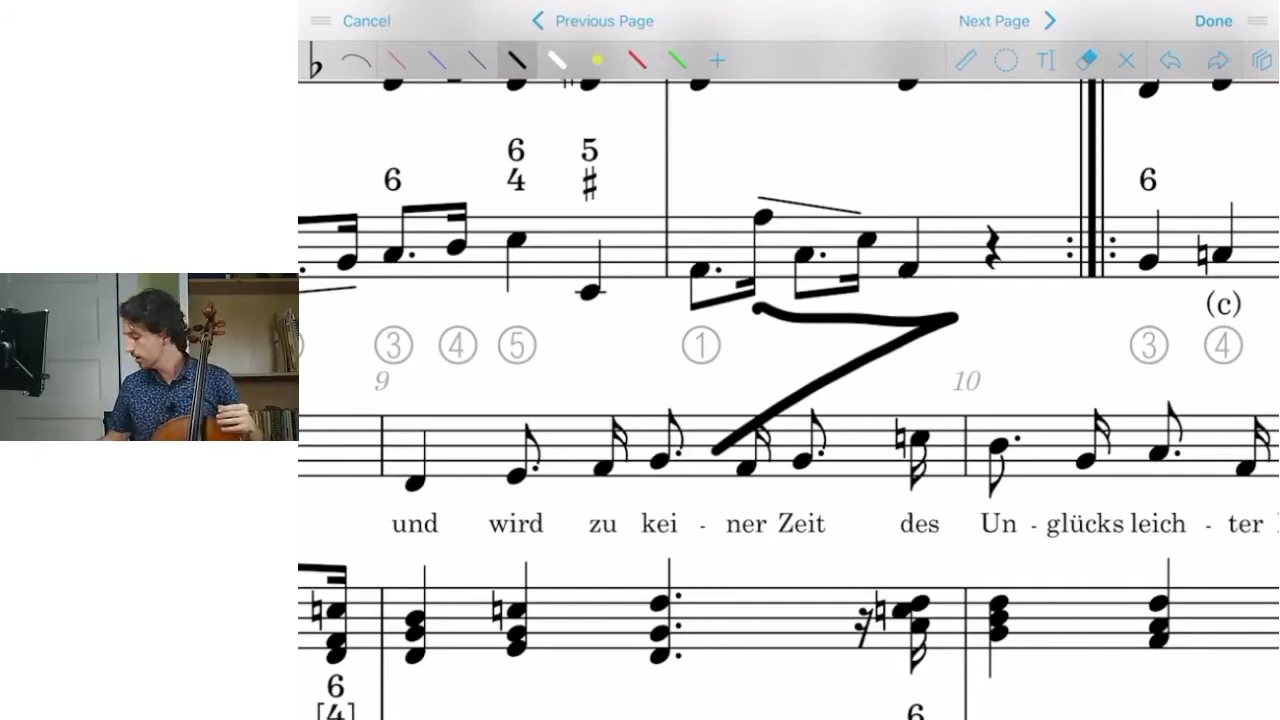 Cancel Previous Page Next Page Done
TI
6 5
6 4 ♯ 6
(c)
③ ④ ⑤ ① ③ ④
9 10
und wird zu kei - ner Zeit des Un - glücks leich - ter
6
[4] 6